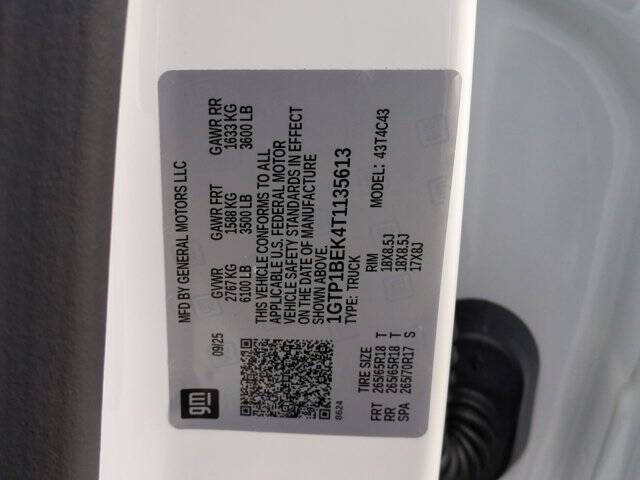 gm
MFD BY GENERAL MOTORS LLC
09/25
GVWR GAWR FRT GAWR RR
2767 KG 1588 KG 1633 KG
6100 LB 3500 LB 3600 LB
THIS VEHICLE CONFORMS TO ALL
APPLICABLE U.S. FEDERAL MOTOR
VEHICLE SAFETY STANDARDS IN EFFECT
ON THE DATE OF MANUFACTURE
SHOWN ABOVE.
1GTP1BEK4T1135613
TYPE: TRUCK MODEL: 43T4C43
8624
TIRE SIZE RIM
FRT 265/65R18 T 18X8.5J
RR 265/65R18 T 18X8.5J
SPA 265/70R17 S 17X8J